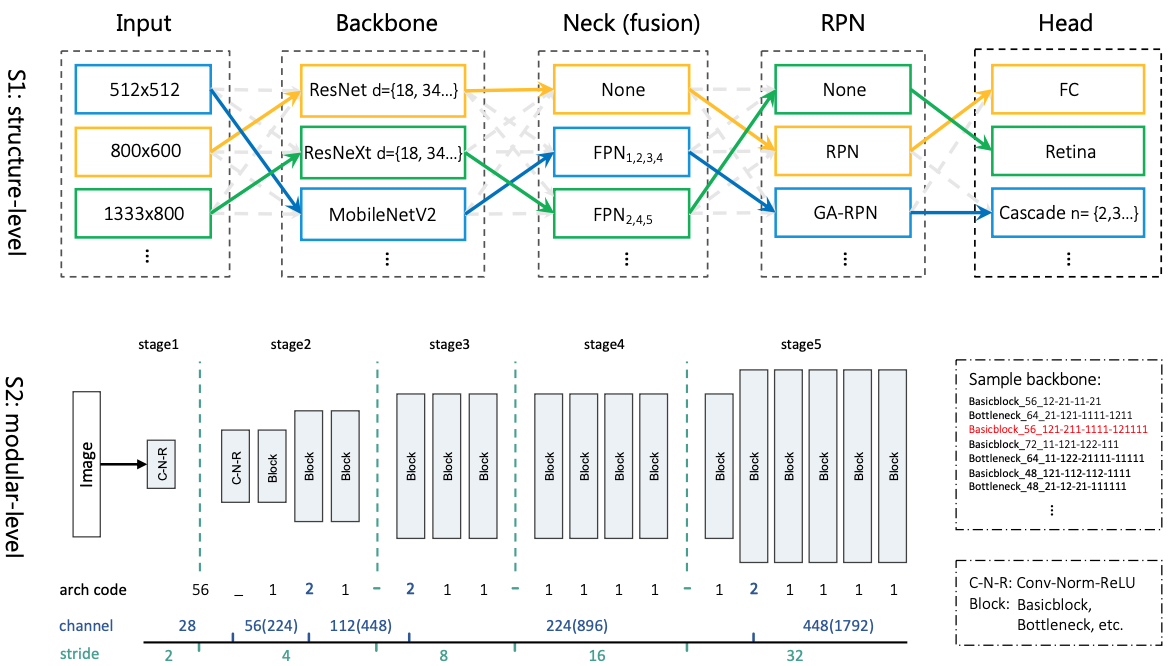 Input Backbone Neck (fusion) RPN Head
S1: structure-level
512x512 ResNet d={18, 34...} None None FC
800x600 ResNeXt d={18, 34...} FPN1,2,3,4 RPN Retina
1333x800 MobileNetV2 FPN2,4,5 GA-RPN Cascade n= {2,3...}
... ... ... ... ...
S2: modular-level
stage1 stage2 stage3 stage4 stage5
Image C-N-R C-N-R Block Block Block Block Block Block Block Block Block Block Block Block Block Block Block Block
arch code 56 _ 1 2 1 - 2 1 1 - 1 1 1 1 - 1 2 1 1 1 1
channel 28 56(224) 112(448) 224(896) 448(1792)
stride 2 4 8 16 32
Sample backbone:
Basicblock_56_12-21-11-21
Bottleneck_64_21-121-1111-1211
Basicblock_56_121-211-1111-121111
Basicblock_72_11-121-122-111
Bottleneck_64_11-122-21111-11111
Basicblock_48_121-112-112-1111
Bottleneck_48_21-12-21-111111
...
C-N-R: Conv-Norm-ReLU
Block: Basicblock,
Bottleneck, etc.